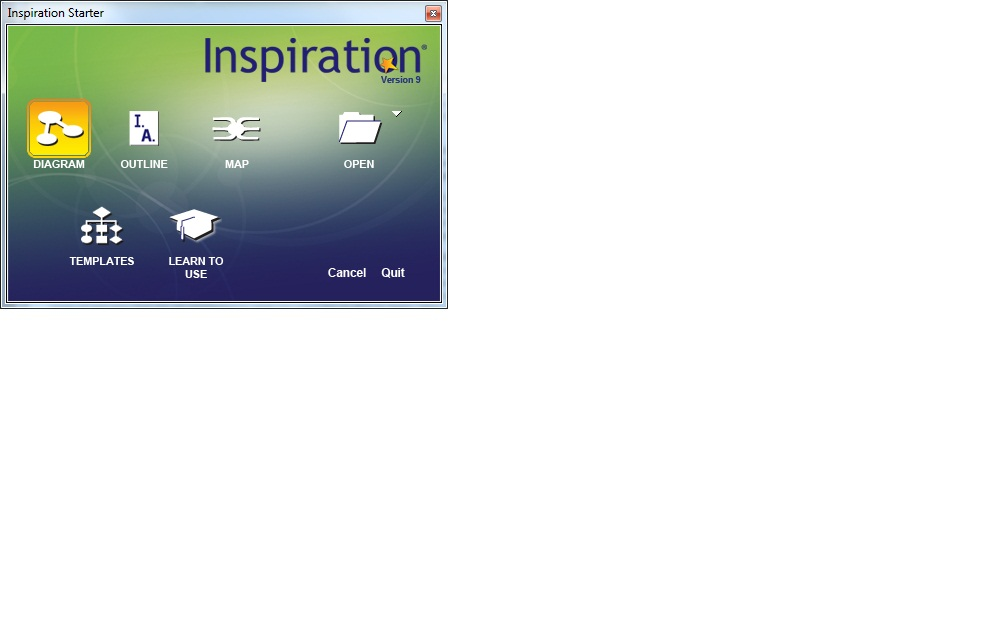 Inspiration Starter
Inspiration®
Version 9
I.
A.
DIAGRAM
OUTLINE
MAP
OPEN
TEMPLATES
LEARN TO
USE
Cancel
Quit